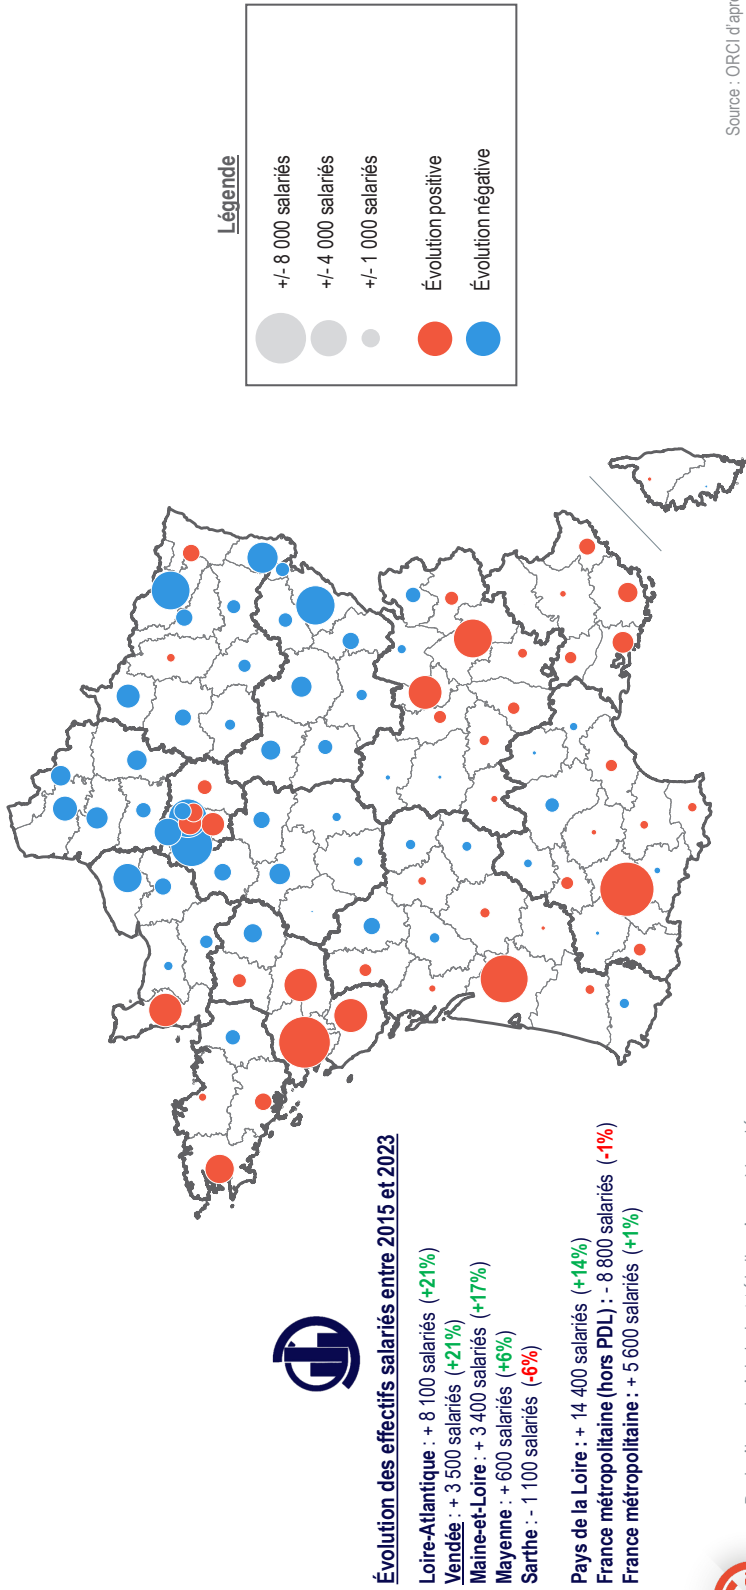 Évolution des effectifs salariés entre 2015 et 2023
Loire-Atlantique : + 8 100 salariés (+21%)
Vendée : + 3 500 salariés (+21%)
Maine-et-Loire : + 3 400 salariés (+17%)
Mayenne : + 600 salariés (+6%)
Sarthe : - 1 100 salariés (-6%)
Pays de la Loire : + 14 400 salariés (+14%)
France métropolitaine (hors PDL) : - 8 800 salariés (-1%)
France métropolitaine : + 5 600 salariés (+1%)
Légende
+/- 8 000 salariés
+/- 4 000 salariés
+/- 1 000 salariés
Évolution positive
Évolution négative
Source : ORCI d'apr